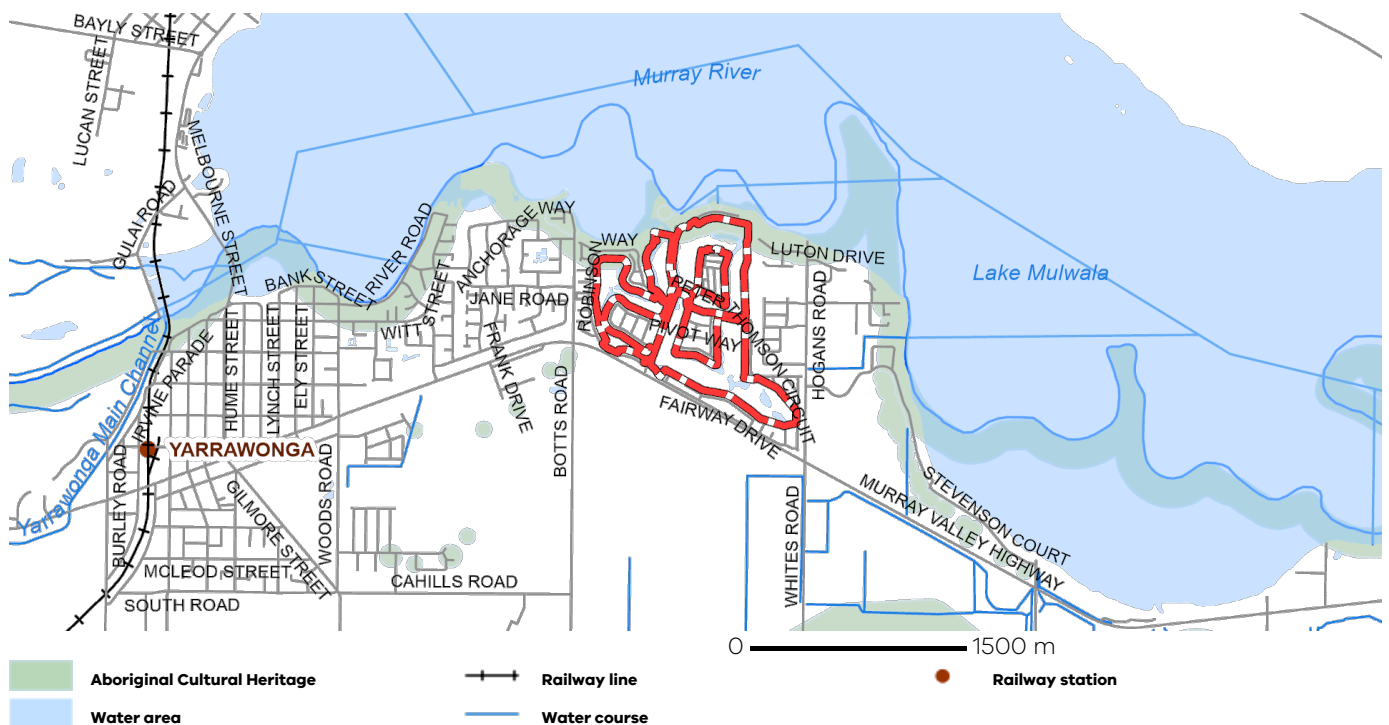 BAYLY STREET
LUCAN STREET
MELBOURNE STREET
GULAI ROAD
Murray River
Lake Mulwala
RIVER ROAD
BANK STREET
WITT STREET
ANCHORAGE WAY
WAY
ROBINSON
JANE ROAD
LUTON DRIVE
HOGANS ROAD
PETER THOMSON CIRCUIT
PIVOT WAY
FAIRWAY DRIVE
FRANK DRIVE
BOTTS ROAD
Yarrawonga Main Channel
IRVINE PARADE
HUME STREET
LYNCH STREET
ELY STREET
YARRAWONGA
BURLEY ROAD
GILMORE STREET
WOODS ROAD
MCLEOD STREET
SOUTH ROAD
CAHILLS ROAD
WHITES ROAD
MURRAY VALLEY HIGHWAY
STEVENSON COURT
0 1500 m
Aboriginal Cultural Heritage
Railway line
Railway station
Water area
Water course